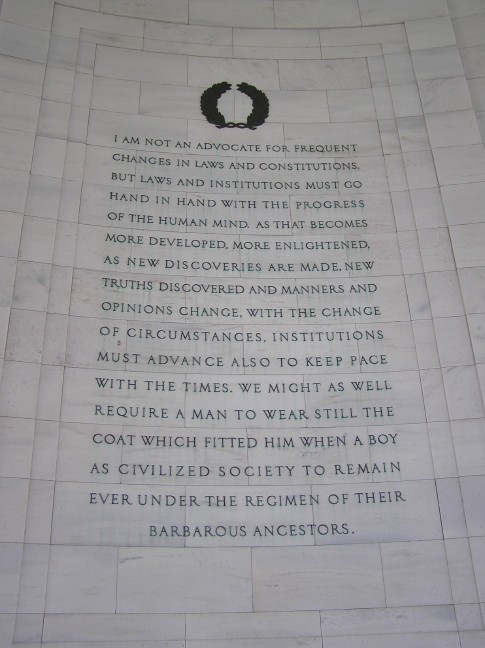 I AM NOT AN ADVOCATE FOR FREQUENT
CHANGES IN LAWS AND CONSTITUTIONS.
BUT LAWS AND INSTITUTIONS MUST GO
HAND IN HAND WITH THE PROGRESS
OF THE HUMAN MIND. AS THAT BECOMES
MORE DEVELOPED, MORE ENLIGHTENED,
AS NEW DISCOVERIES ARE MADE, NEW
TRUTHS DISCOVERED AND MANNERS AND
OPINIONS CHANGE, WITH THE CHANGE
OF CIRCUMSTANCES, INSTITUTIONS
MUST ADVANCE ALSO TO KEEP PACE
WITH THE TIMES. WE MIGHT AS WELL
REQUIRE A MAN TO WEAR STILL THE
COAT WHICH FITTED HIM WHEN A BOY
AS CIVILIZED SOCIETY TO REMAIN
EVER UNDER THE REGIMEN OF THEIR
BARBAROUS ANCESTORS.